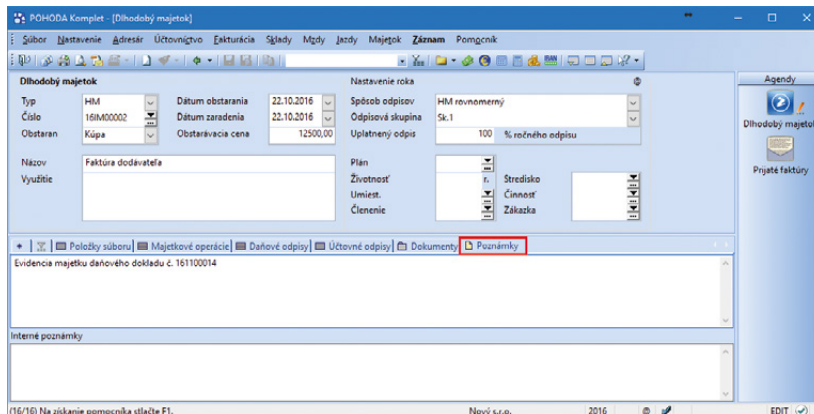 POHODA Komplet - [Dlhodobý majetok]
Súbor Nastavenie Adresár Účtovníctvo Fakturácia Sklady Mzdy Jazdy Majetok Záznam Pomocník
Dlhodobý majetok
Nastavenie roka
Agendy
Typ HM Dátum obstarania 22.10.2016 Spôsob odpisov HM rovnomerný
Číslo 16IM00002 Dátum zaradenia 22.10.2016 Odpisová skupina Sk.1
Obstaran Kúpa Obstarávacia cena 12500,00 Uplatnený odpis 100 % ročného odpisu
Dlhodobý majetok
Prijaté faktúry
Názov Faktúra dodávateľa Plán
Využitie Životnosť r. Stredisko
Umiest. Činnosť
Členenie Zákazka
Položky súboru Majetkové operácie Daňové odpisy Účtovné odpisy Dokumenty Poznámky
Evidencia majetku daňového dokladu č. 161100014
Interné poznámky
(16/16) Na získanie pomocníka stlačte F1. Nový s.r.o. 2016 EDIT